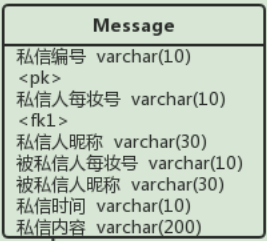 Message
私信编号 varchar(10)
<pk>
私信人每妆号 varchar(10)
<fk1>
私信人昵称 varchar(30)
被私信人每妆号 varchar(10)
被私信人昵称 varchar(30)
私信时间 varchar(10)
私信内容 varchar(200)